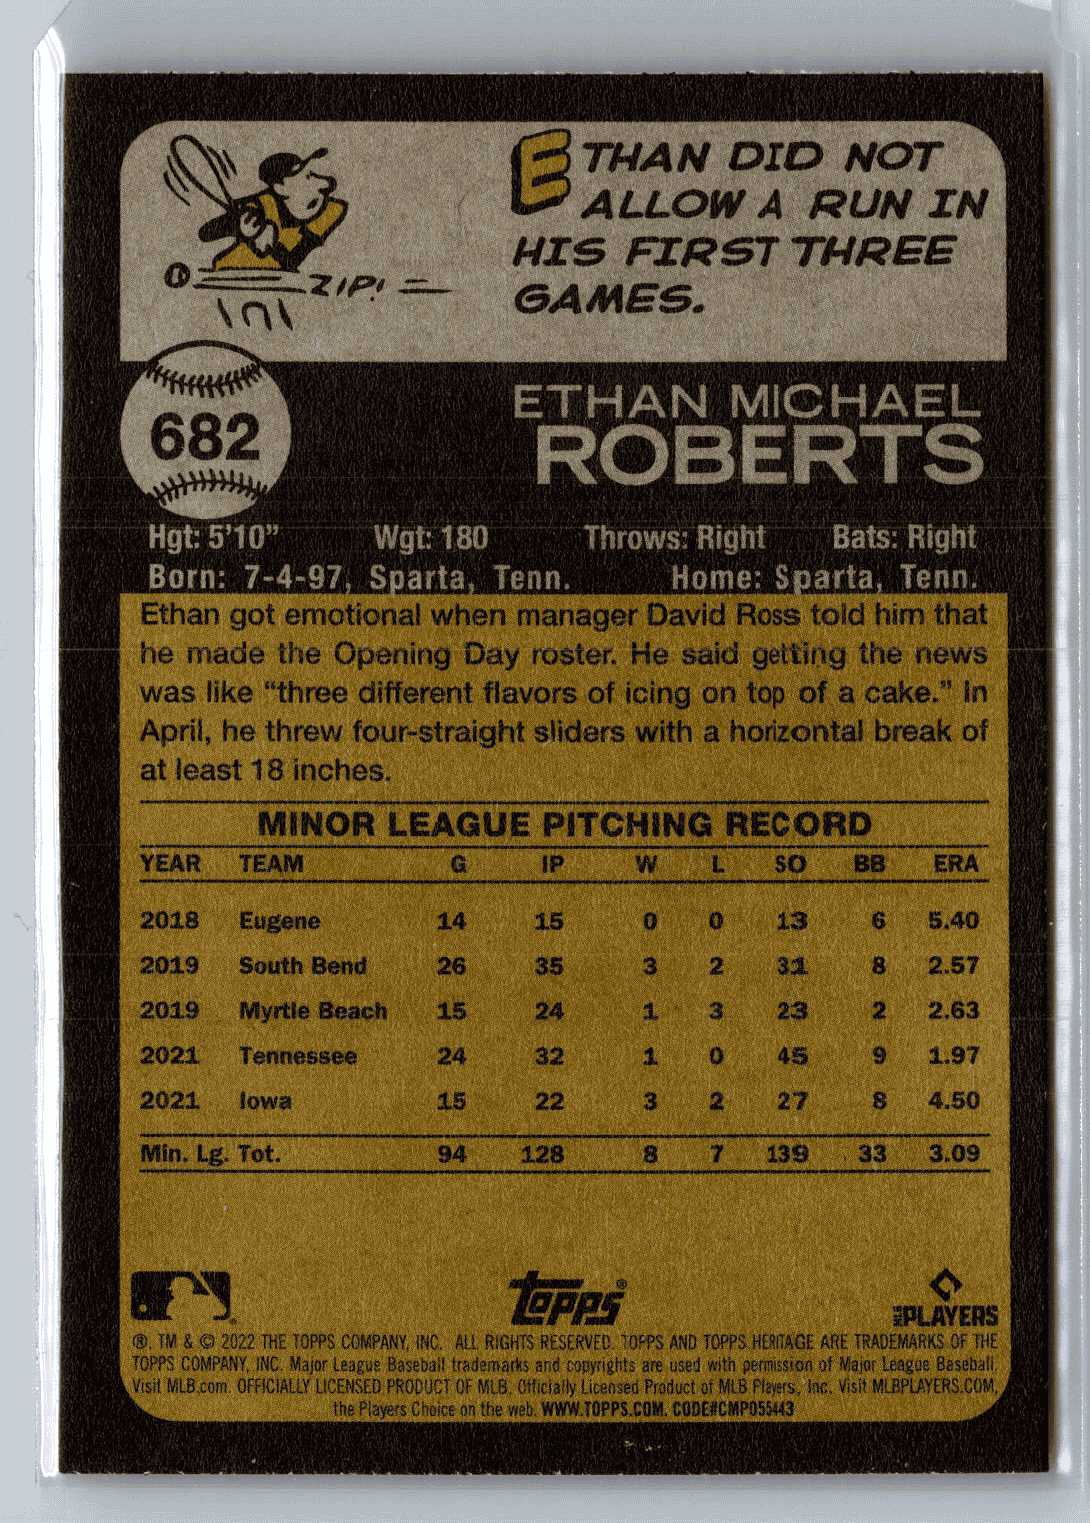 ETHAN DID NOT
ALLOW A RUN IN
HIS FIRST THREE
GAMES.
ZIP!
682
ETHAN MICHAEL
ROBERTS
Hgt: 5'10" Wgt: 180 Throws: Right Bats: Right
Born: 7-4-97, Sparta, Tenn. Home: Sparta, Tenn.
Ethan got emotional when manager David Ross told him that
he made the Opening Day roster. He said getting the news
was like “three different flavors of icing on top of a cake.” In
April, he threw four-straight sliders with a horizontal break of
at least 18 inches.
MINOR LEAGUE PITCHING RECORD
YEAR TEAM G IP W L SO BB ERA
2018 Eugene 14 15 0 0 13 6 5.40
2019 South Bend 26 35 3 2 31 8 2.57
2019 Myrtle Beach 15 24 1 3 23 2 2.63
2021 Tennessee 24 32 1 0 45 9 1.97
2021 Iowa 15 22 3 2 27 8 4.50
Min. Lg. Tot. 94 128 8 7 139 33 3.09
topps®
MLB PLAYERS
®, TM & © 2022 THE TOPPS COMPANY, INC. ALL RIGHTS RESERVED. TOPPS AND TOPPS HERITAGE ARE TRADEMARKS OF THE
TOPPS COMPANY, INC. Major League Baseball trademarks and copyrights are used with permission of Major League Baseball.
Visit MLB.com. OFFICIALLY LICENSED PRODUCT OF MLB. Officially Licensed Product of MLB Players, Inc. Visit MLBPLAYERS.COM,
the Players Choice on the web. WWW.TOPPS.COM. CODE#CMP055443